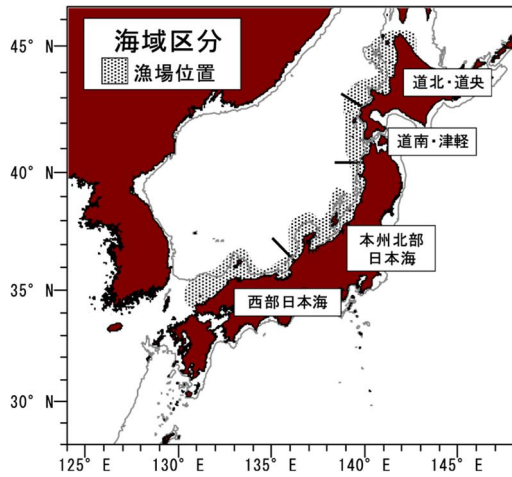 海域区分
漁場位置
道北・道央
道南・津軽
本州北部
日本海
西部日本海
45° N
40° N
35° N
30° N
125° E
130° E
135° E
140° E
145° E